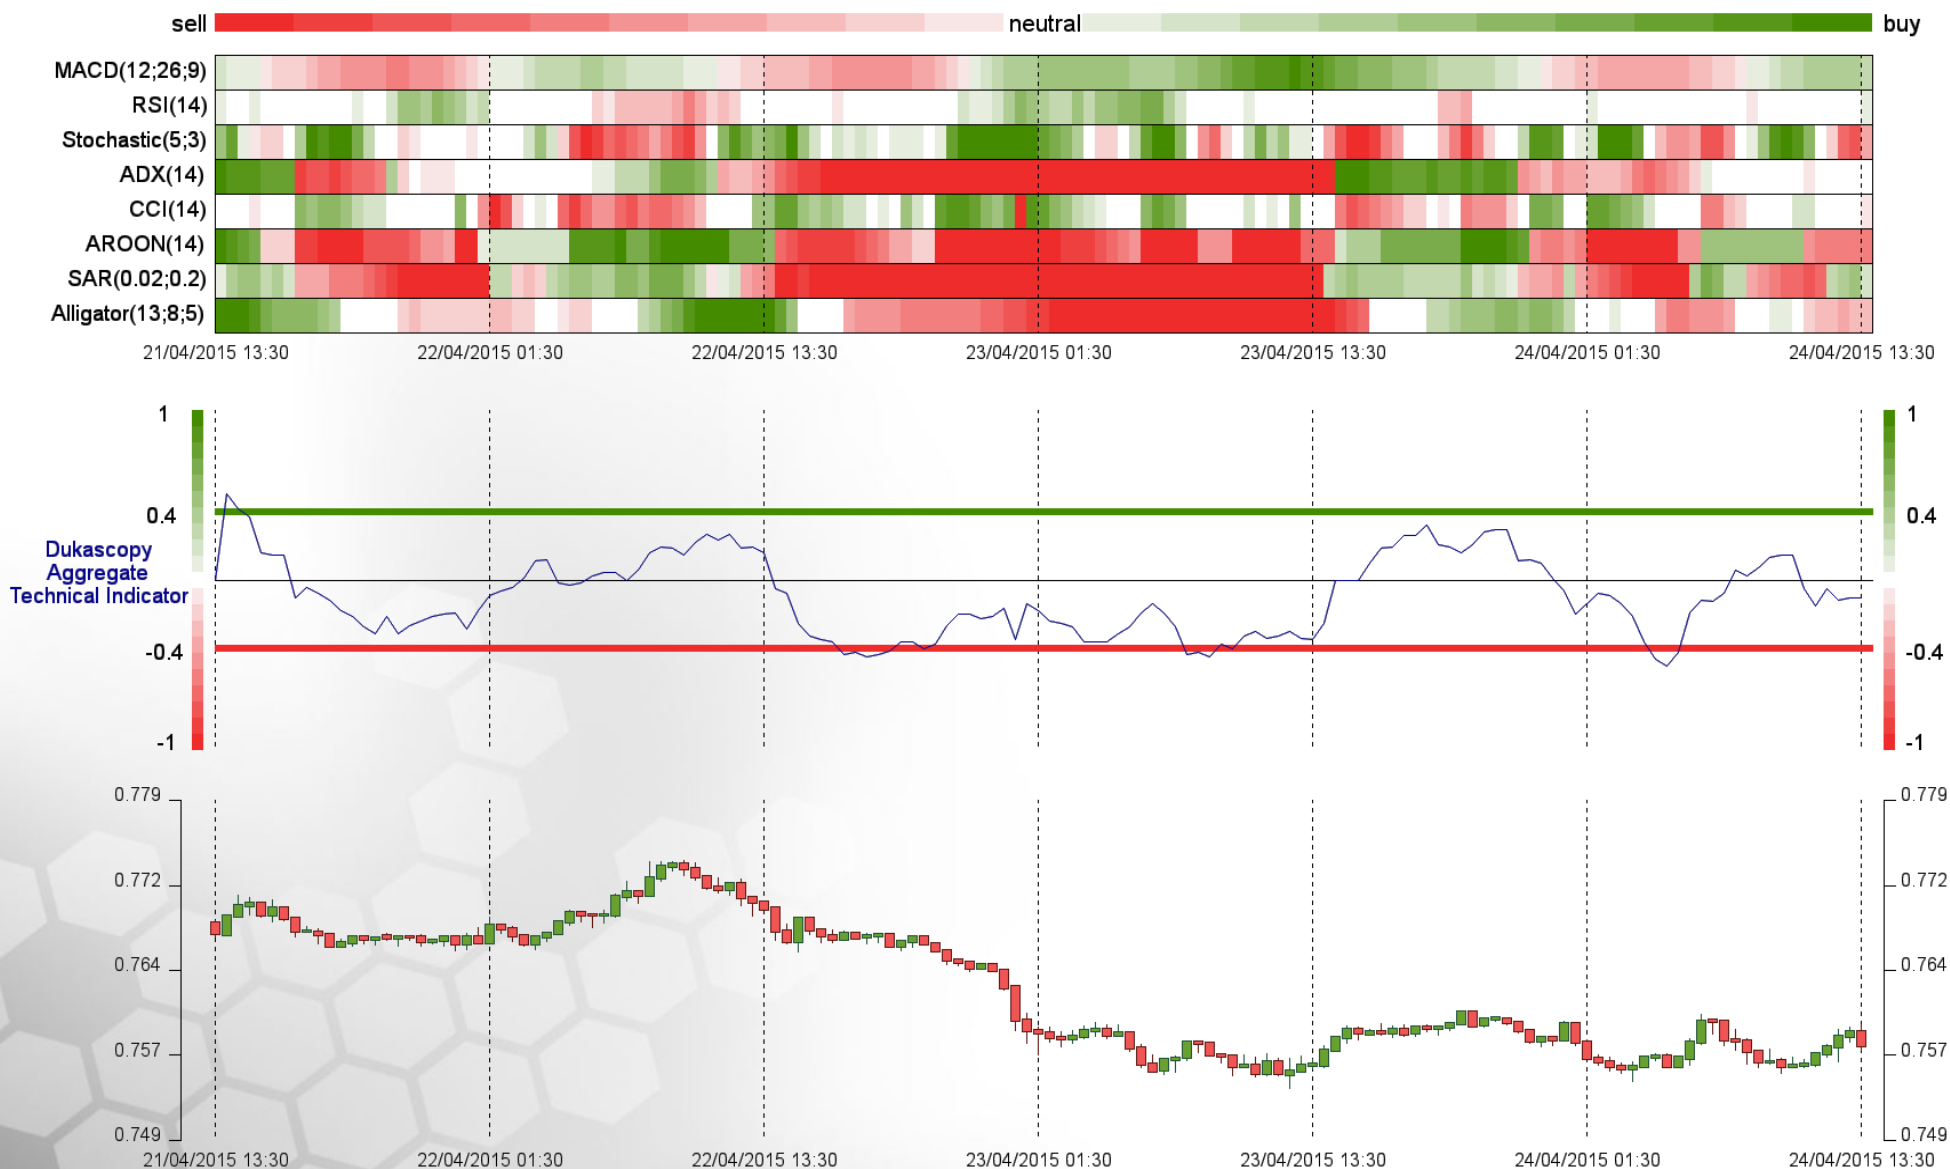 sell neutral buy
MACD(12;26;9)
RSI(14)
Stochastic(5;3)
ADX(14)
CCI(14)
AROON(14)
SAR(0.02;0.2)
Alligator(13;8;5)
21/04/2015 13:30 22/04/2015 01:30 22/04/2015 13:30 23/04/2015 01:30 23/04/2015 13:30 24/04/2015 01:30 24/04/2015 13:30
1 1
0.4 0.4
Dukascopy
Aggregate
Technical Indicator
-0.4 -0.4
-1 -1
0.779 0.779
0.772 0.772
0.764 0.764
0.757 0.757
0.749 0.749
21/04/2015 13:30 22/04/2015 01:30 22/04/2015 13:30 23/04/2015 01:30 23/04/2015 13:30 24/04/2015 01:30 24/04/2015 13:30